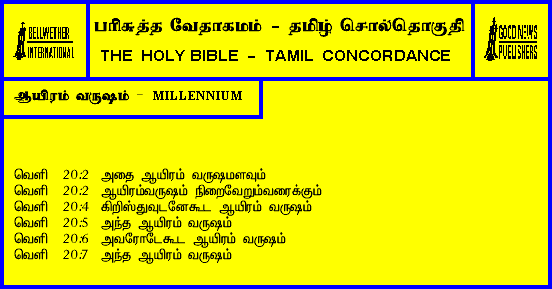 BELLWETHER
INTERNATIONAL
பரிசுத்த வேதாகமம் - தமிழ் சொல்தொகுதி
THE HOLY BIBLE - TAMIL CONCORDANCE
GOOD NEWS
PUBLISHERS
ஆயிரம் வருஷம் - MILLENNIUM
வெளி 20:2 அதை ஆயிரம் வருஷமளவும்
வெளி 20:2 ஆயிரம்வருஷம் நிறைவேறும்வரைக்கும்
வெளி 20:4 கிறிஸ்துவுடனேகூட ஆயிரம் வருஷம்
வெளி 20:5 அந்த ஆயிரம் வருஷம்
வெளி 20:6 அவரோடேகூட ஆயிரம் வருஷம்
வெளி 20:7 அந்த ஆயிரம் வருஷம்